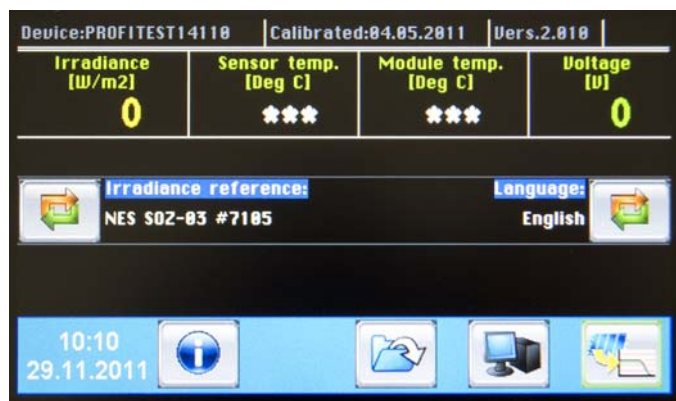 Device:PROFITEST14110 Calibrated:04.05.2011 Vers.2.010
Irradiance Sensor temp. Module temp. Voltage
[W/m2] [Deg C] [Deg C] [V]
0 *** *** 0
Irradiance reference: Language:
NES SOZ-03 #7105 English
10:10
29.11.2011